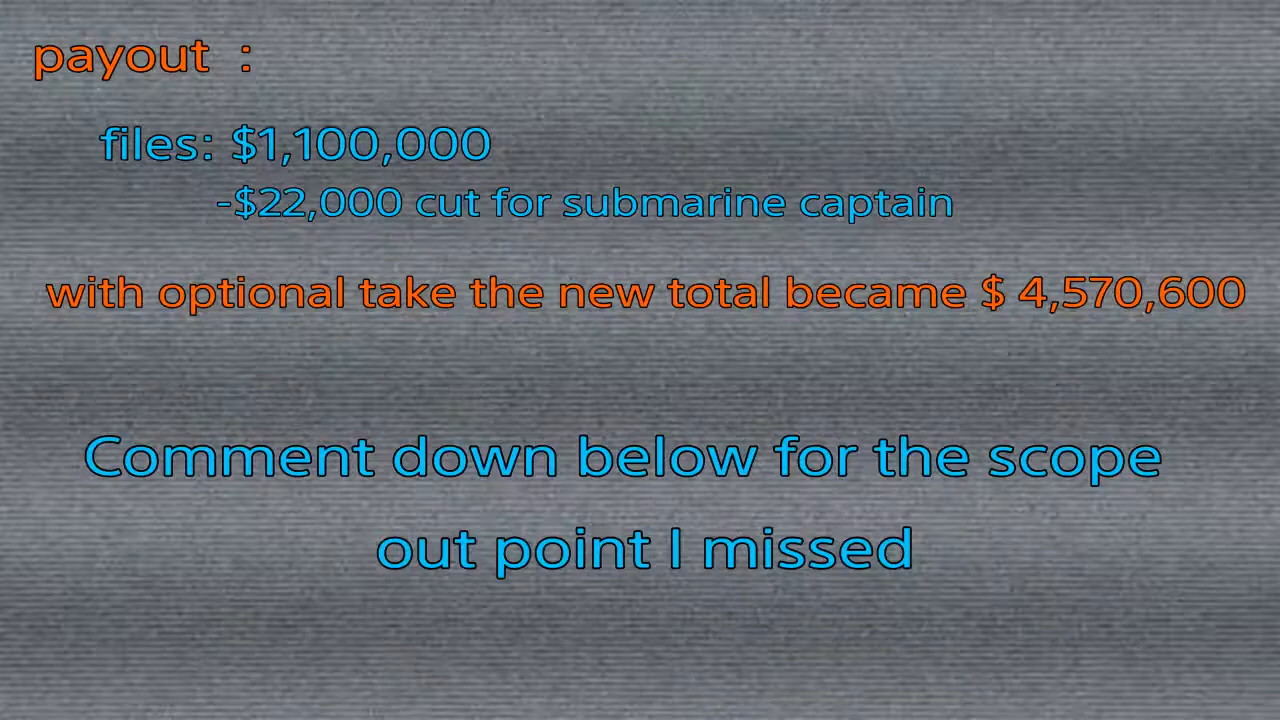 payout :
files: $1,100,000
-$22,000 cut for submarine captain
with optional take the new total became $ 4,570,600
Comment down below for the scope
out point I missed